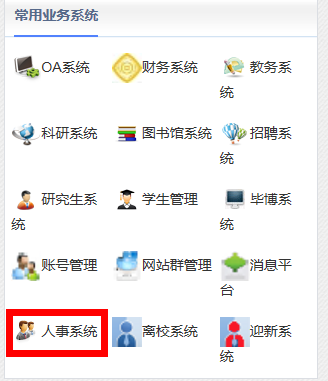 常用业务系统
OA系统 财务系统 教务系
统
科研系统 图书馆系统 招聘系
统
研究生系 学生管理 毕博系
统 统
账号管理 网站群管理 消息平
台
人事系统 离校系统 迎新系
统